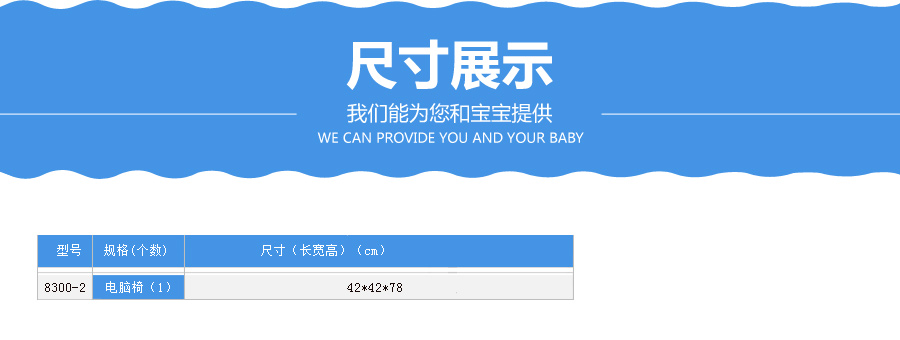 尺寸展示
我们能为您和宝宝提供
WE CAN PROVIDE YOU AND YOUR BABY
型号 规格(个数) 尺寸（长宽高）（cm）
8300-2 电脑椅（1） 42*42*78